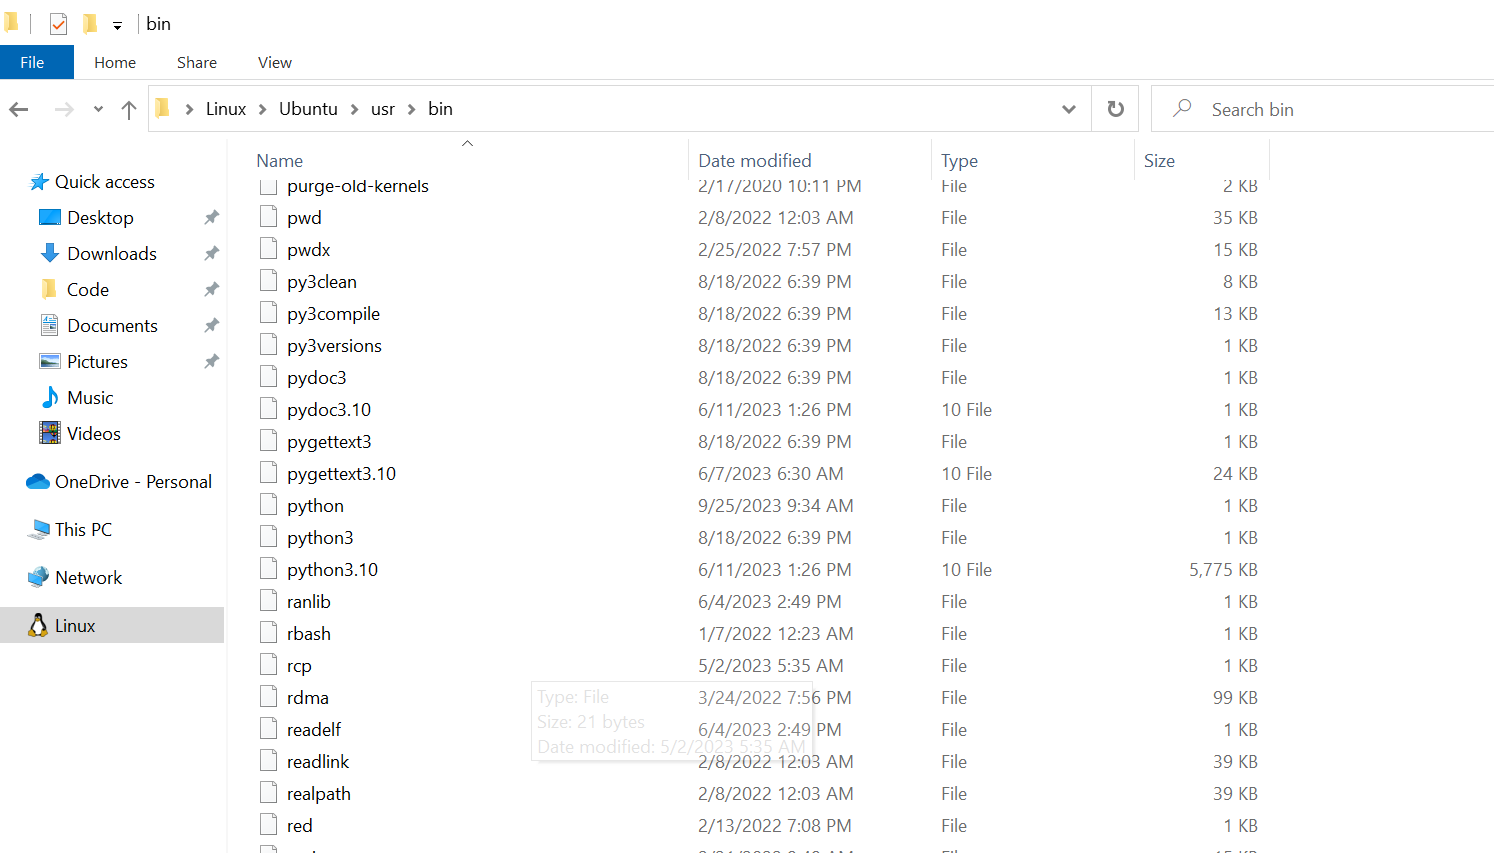 bin
File Home Share View
Linux Ubuntu usr bin Search bin
Name Date modified Type Size
Quick access
Desktop
Downloads
Code
Documents
Pictures
Music
Videos
OneDrive - Personal
This PC
Network
Linux
purge-old-kernels 2/17/2020 10:11 PM File 2 KB
pwd 2/8/2022 12:03 AM File 35 KB
pwdx 2/25/2022 7:57 PM File 15 KB
py3clean 8/18/2022 6:39 PM File 8 KB
py3compile 8/18/2022 6:39 PM File 13 KB
py3versions 8/18/2022 6:39 PM File 1 KB
pydoc3 8/18/2022 6:39 PM File 1 KB
pydoc3.10 6/11/2023 1:26 PM 10 File 1 KB
pygettext3 8/18/2022 6:39 PM File 1 KB
pygettext3.10 6/7/2023 6:30 AM 10 File 24 KB
python 9/25/2023 9:34 AM File 1 KB
python3 8/18/2022 6:39 PM File 1 KB
python3.10 6/11/2023 1:26 PM 10 File 5,775 KB
ranlib 6/4/2023 2:49 PM File 1 KB
rbash 1/7/2022 12:23 AM File 1 KB
rcp 5/2/2023 5:35 AM File 1 KB
rdma 3/24/2022 7:56 PM File 99 KB
readelf 6/4/2023 2:49 PM File 1 KB
readlink 2/8/2022 12:03 AM File 39 KB
realpath 2/8/2022 12:03 AM File 39 KB
red 2/13/2022 7:08 PM File 1 KB
Type: File
Size: 21 bytes
Date modified: 5/2/2023 5:35 AM